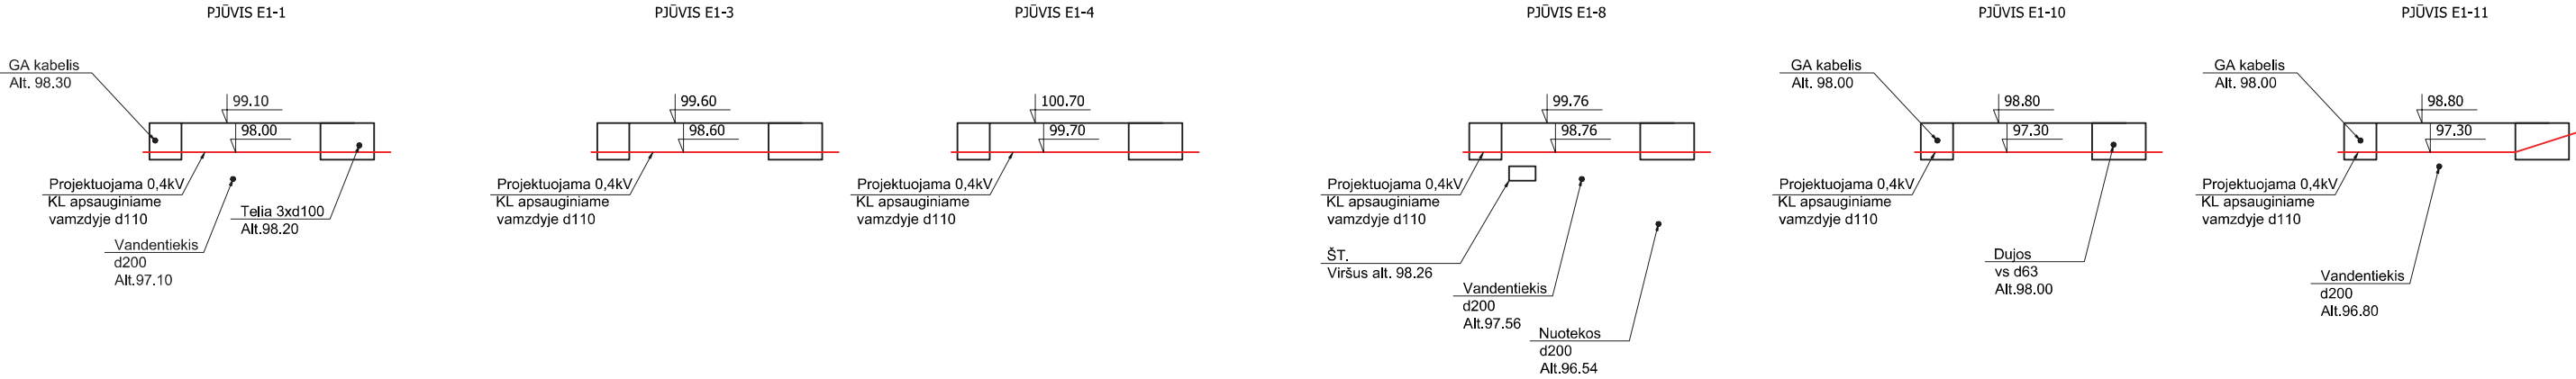 PJŪVIS E1-1
GA kabelis
Alt. 98.30
99.10
98.00
Projektuojama 0,4kV
KL apsauginiame
vamzdyje d110
Telia 3xd100
Alt.98.20
Vandentiekis
d200
Alt.97.10
PJŪVIS E1-3
99.60
98.60
Projektuojama 0,4kV
KL apsauginiame
vamzdyje d110
PJŪVIS E1-4
100.70
99.70
Projektuojama 0,4kV
KL apsauginiame
vamzdyje d110
PJŪVIS E1-8
99.76
98.76
Projektuojama 0,4kV
KL apsauginiame
vamzdyje d110
ŠT.
Viršus alt. 98.26
Vandentiekis
d200
Alt.97.56
Nuotekos
d200
Alt.96.54
PJŪVIS E1-10
GA kabelis
Alt. 98.00
98.80
97.30
Projektuojama 0,4kV
KL apsauginiame
vamzdyje d110
Dujos
vs d63
Alt.98.00
PJŪVIS E1-11
GA kabelis
Alt. 98.00
98.80
97.30
Projektuojama 0,4kV
KL apsauginiame
vamzdyje d110
Vandentiekis
d200
Alt.96.80